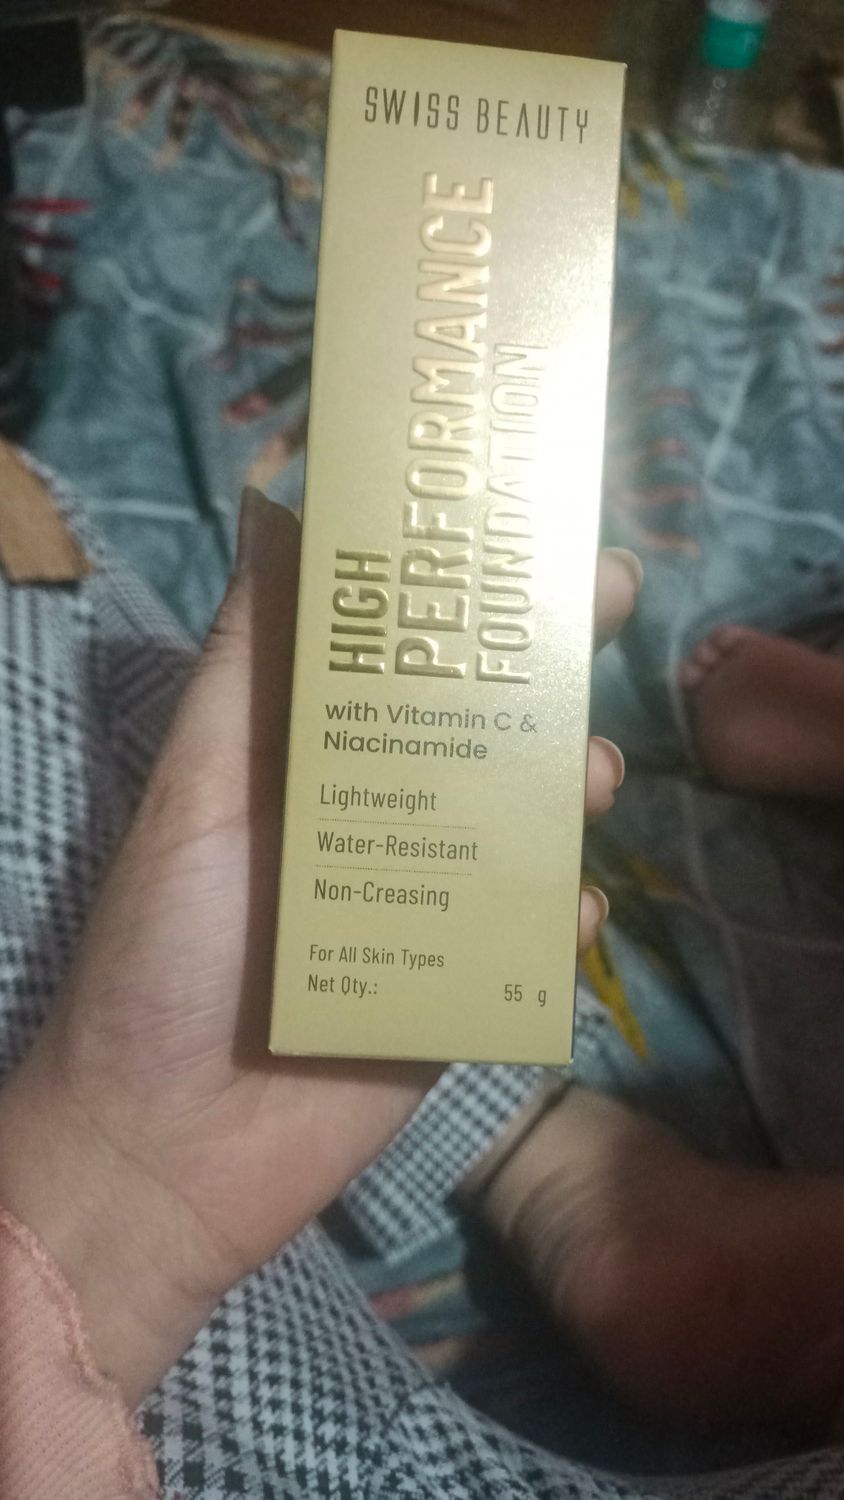 SWISS BEAUTY
HIGH
PERFORMANCE
FOUNDATION
with Vitamin C &
Niacinamide
Lightweight
Water-Resistant
Non-Creasing
For All Skin Types
Net Qty.: 55 g